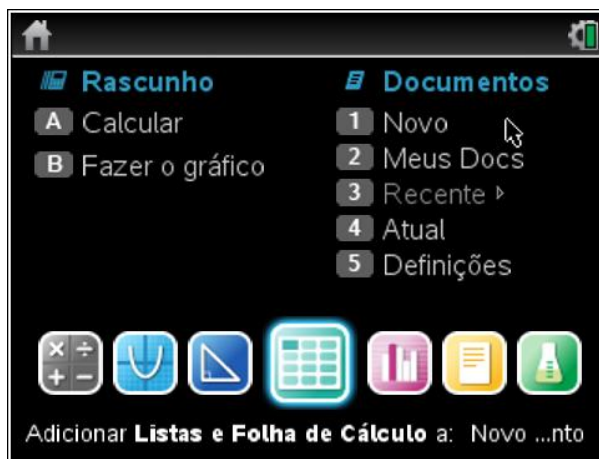 Rascunho
A Calcular
B Fazer o gráfico
Documentos
1 Novo
2 Meus Docs
3 Recente ▹
4 Atual
5 Definições
Adicionar Listas e Folha de Cálculo a: Novo ...nto